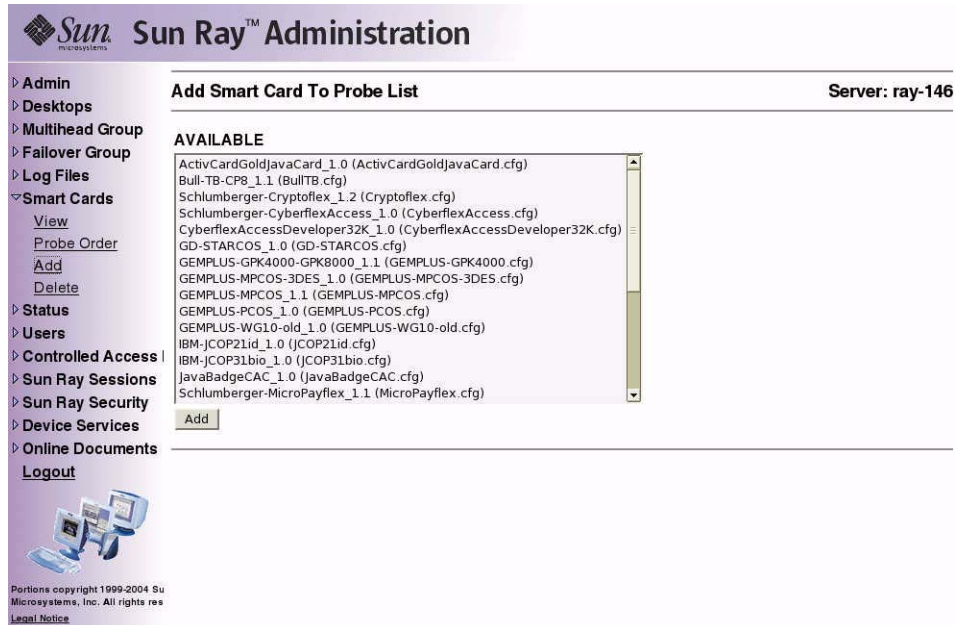 Sun microsystems Sun Ray™ Administration
Admin
Desktops
Multihead Group
Failover Group
Log Files
Smart Cards
View
Probe Order
Add
Delete
Status
Users
Controlled Access
Sun Ray Sessions
Sun Ray Security
Device Services
Online Documents
Logout
Portions copyright 1999-2004 Su
Microsystems, Inc. All rights res
Legal Notice
Add Smart Card To Probe List Server: ray-146
AVAILABLE
ActivCardGoldJavaCard_1.0 (ActivCardGoldJavaCard.cfg)
Bull-TB-CP8_1.1 (BullTB.cfg)
Schlumberger-Cryptoflex_1.2 (Cryptoflex.cfg)
Schlumberger-CyberflexAccess_1.0 (CyberflexAccess.cfg)
CyberflexAccessDeveloper32K_1.0 (CyberflexAccessDeveloper32K.cfg)
GD-STARCOS_1.0 (GD-STARCOS.cfg)
GEMPLUS-GPK4000-GPK8000_1.1 (GEMPLUS-GPK4000.cfg)
GEMPLUS-MPCOS-3DES_1.0 (GEMPLUS-MPCOS-3DES.cfg)
GEMPLUS-MPCOS_1.1 (GEMPLUS-MPCOS.cfg)
GEMPLUS-PCOS_1.0 (GEMPLUS-PCOS.cfg)
GEMPLUS-WG10-old_1.0 (GEMPLUS-WG10-old.cfg)
IBM-JCOP21id_1.0 (JCOP21id.cfg)
IBM-JCOP31bio_1.0 (JCOP31bio.cfg)
JavaBadgeCAC_1.0 (JavaBadgeCAC.cfg)
Schlumberger-MicroPayflex_1.1 (MicroPayflex.cfg)
Add